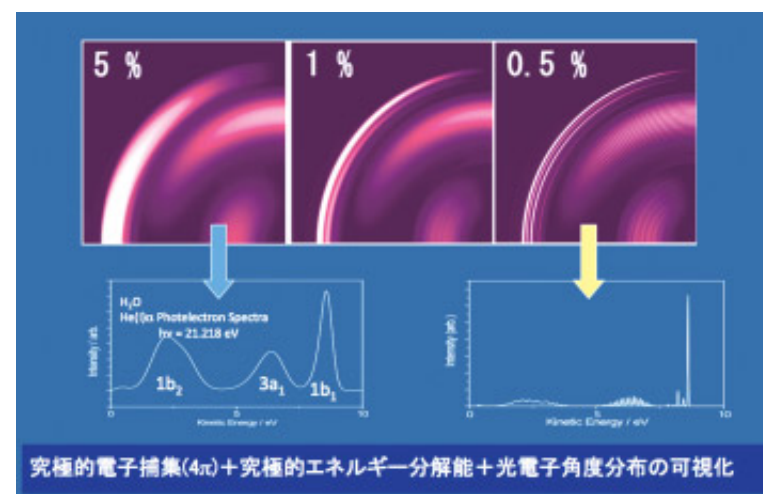 5 %
1 %
0.5 %
H₂O
He(I)α Photoelectron Spectra
hν = 21.218 eV
Intensity / arb.
1b₂
3a₁
1b₁
0
5
10
Kinetic Energy / eV
Intensity (arb.)
0
5
10
Kinetic Energy / eV
究極的電子捕集(4π)＋究極的エネルギー分解能＋光電子角度分布の可視化